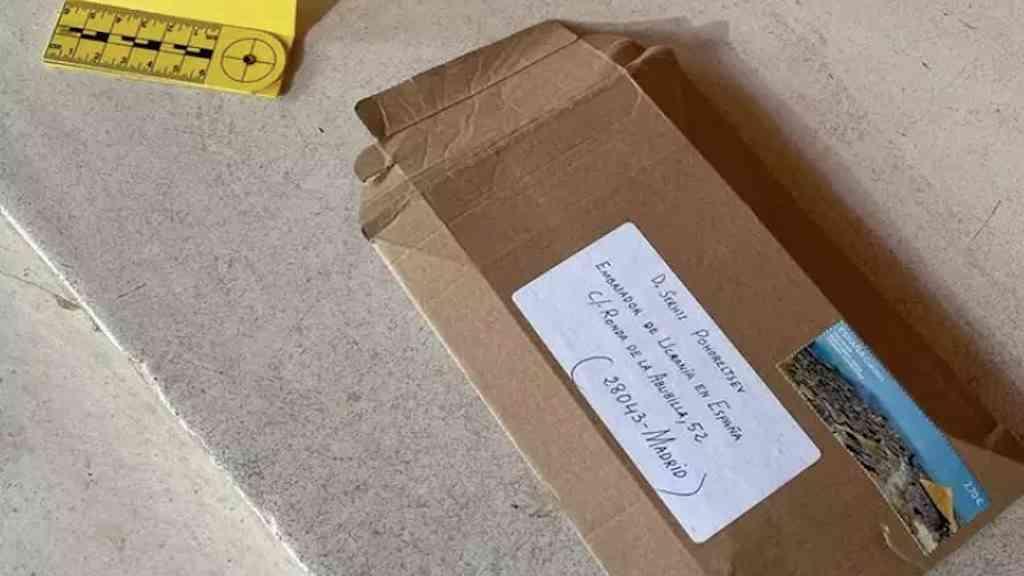 D. SERHII POHORELTSEV
EMBAJADOR DE UCRANIA EN ESPAÑA
C/RONDA DE LA ABUBILLA, 52
(28043-MADRID)